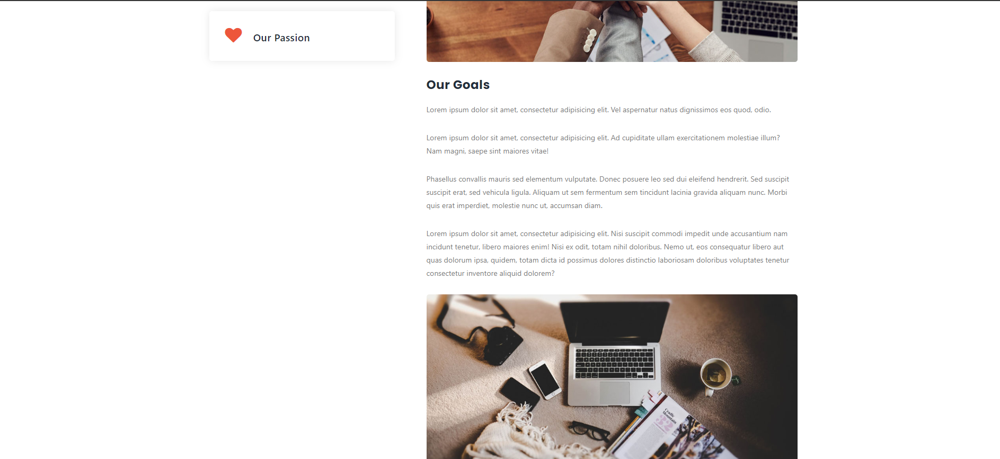 Our Passion
Our Goals
Lorem ipsum dolor sit amet, consectetur adipisicing elit. Vel aspernatur natus dignissimos eos quod, odio.
Lorem ipsum dolor sit amet, consectetur adipisicing elit. Ad cupiditate ullam exercitationem molestiae illum?
Nam magni, saepe sint maiores vitae!
Phasellus convallis mauris sed elementum vulputate. Donec posuere leo sed dui eleifend hendrerit. Sed suscipit
suscipit erat, sed vehicula ligula. Aliquam ut sem fermentum sem tincidunt lacinia gravida aliquam nunc. Morbi
quis erat imperdiet, molestie nunc ut, accumsan diam.
Lorem ipsum dolor sit amet, consectetur adipisicing elit. Nisi suscipit commodi impedit unde accusantium nam
incidunt tenetur, libero maiores enim! Nisi ex odit, totam nihil doloribus. Nemo ut, eos consequatur libero aut
quas dolorum ipsa, quidem, totam dicta id possimus dolores distinctio laboriosam doloribus voluptates tenetur
consectetur inventore aliquid dolorem?
Cradle
Mountain
32